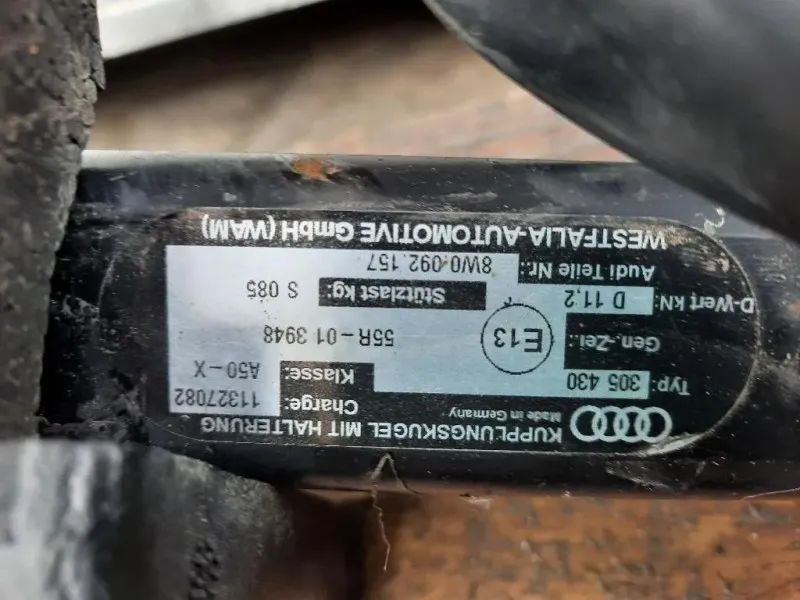 KUPPLUNGSKUGEL MIT HALTERUNG
Made in Germany
Charge: 11327082
Typ: 305 430 Klasse: A50-X
Gen.-Zei.: E13 55R-01 3948
D-Wert kN: D 11,2 Stützlast kg: S 085
Audi Teile Nr.: 8W0.092.157
WESTFALIA-AUTOMOTIVE GmbH (WAM)